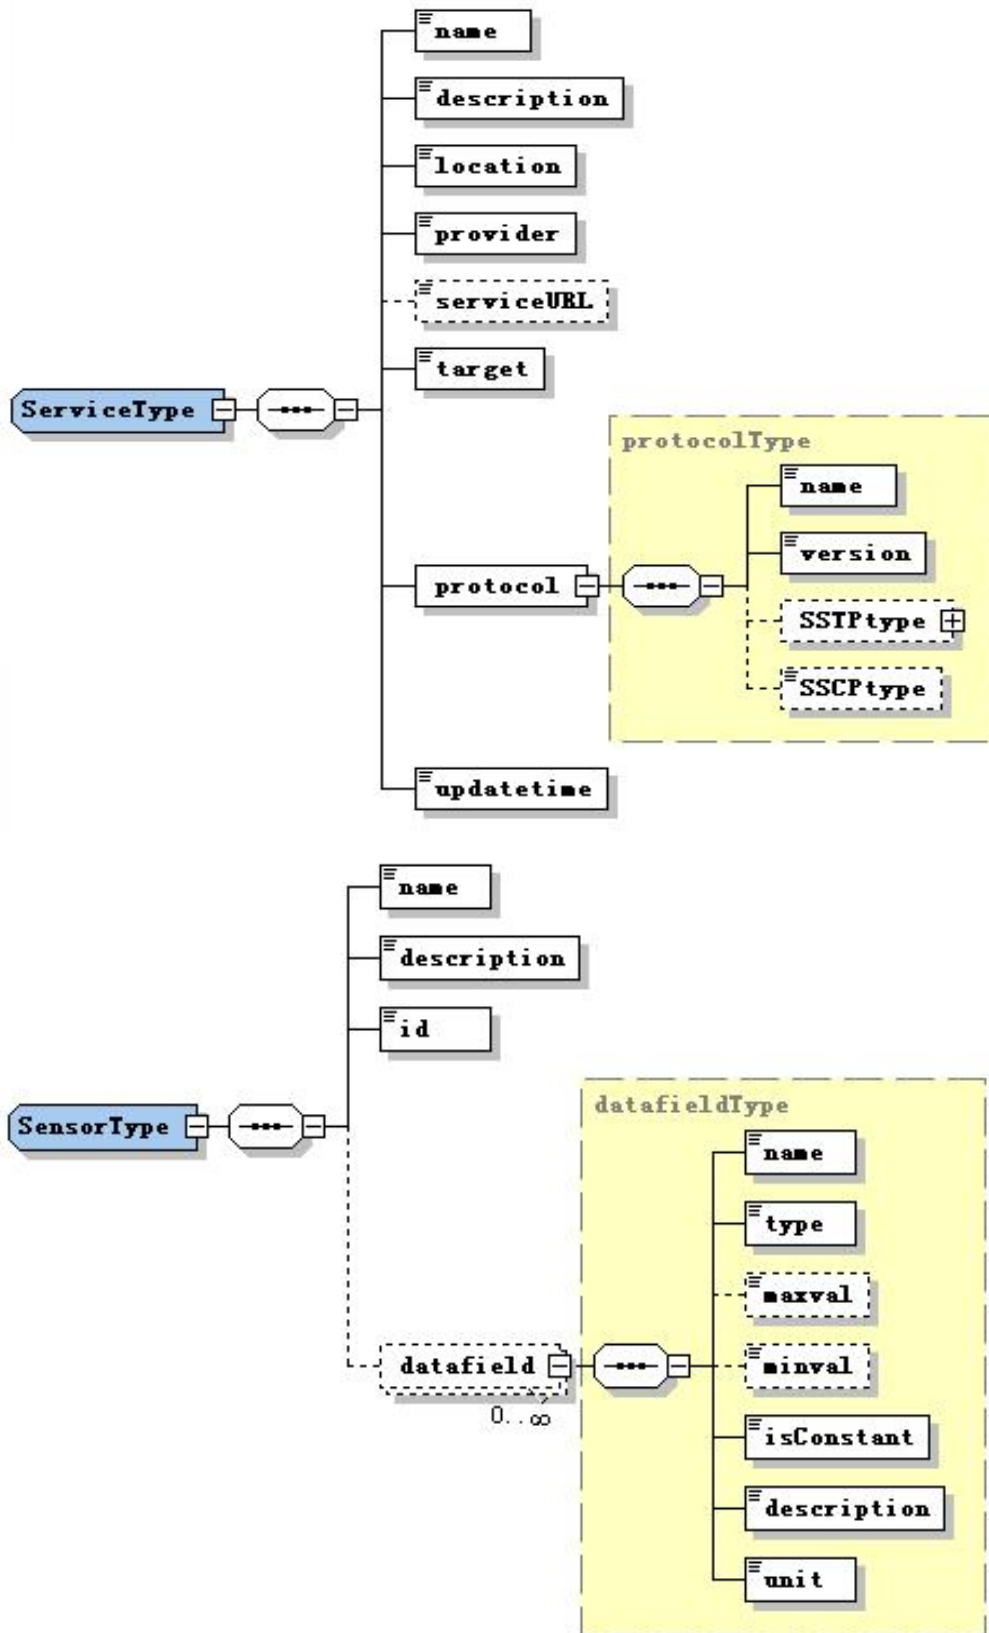 name
description
location
provider
serviceURL
target
ServiceType
protocolType
name
version
protocol
SSTPtype
SSCPtype
updatetime
name
description
id
SensorType
datafieldType
name
type
maxval
datafield
0..∞
minval
isConstant
description
unit